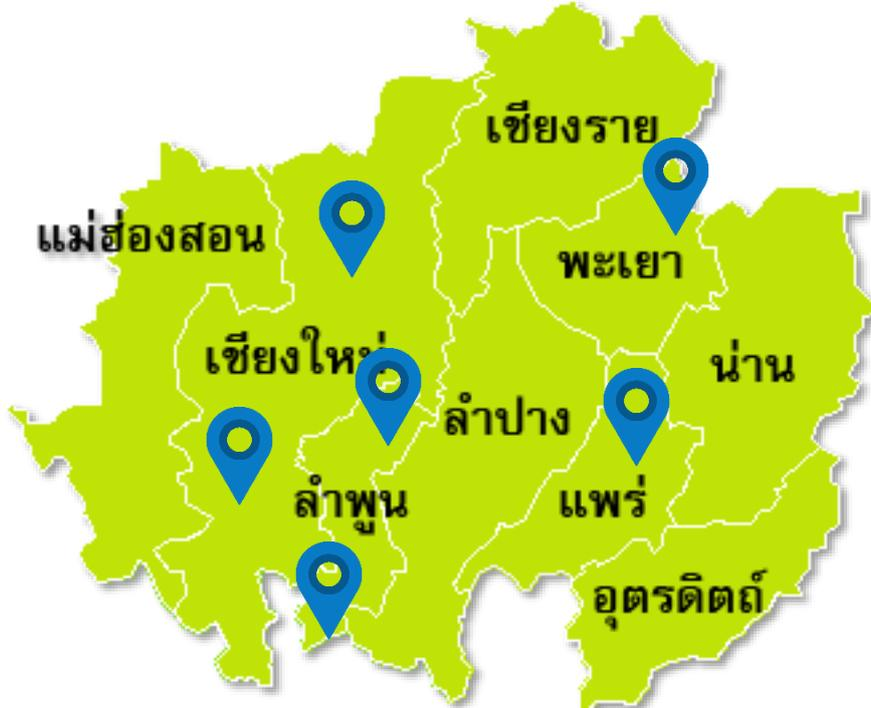 เชียงราย
แม่ฮ่องสอน
พะเยา
เชียงใหม่
น่าน
ลำปาง
ลำพูน
แพร่
อุตรดิตถ์